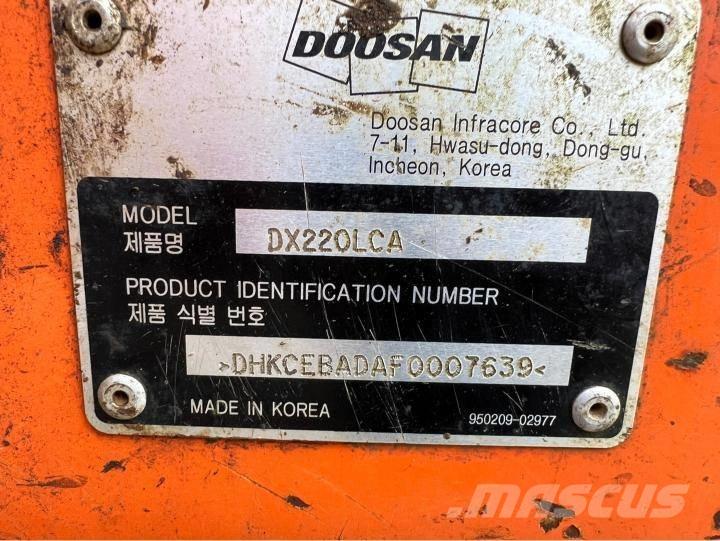 DOOSAN
Doosan Infracore Co., Ltd.
7-11, Hwasu-dong, Dong-gu,
Incheon, Korea
MODEL
제품명
DX220LCA
PRODUCT IDENTIFICATION NUMBER
제품 식별 번호
>DHKCEBADAF0007639<
MADE IN KOREA
950209-02977
MASCUS